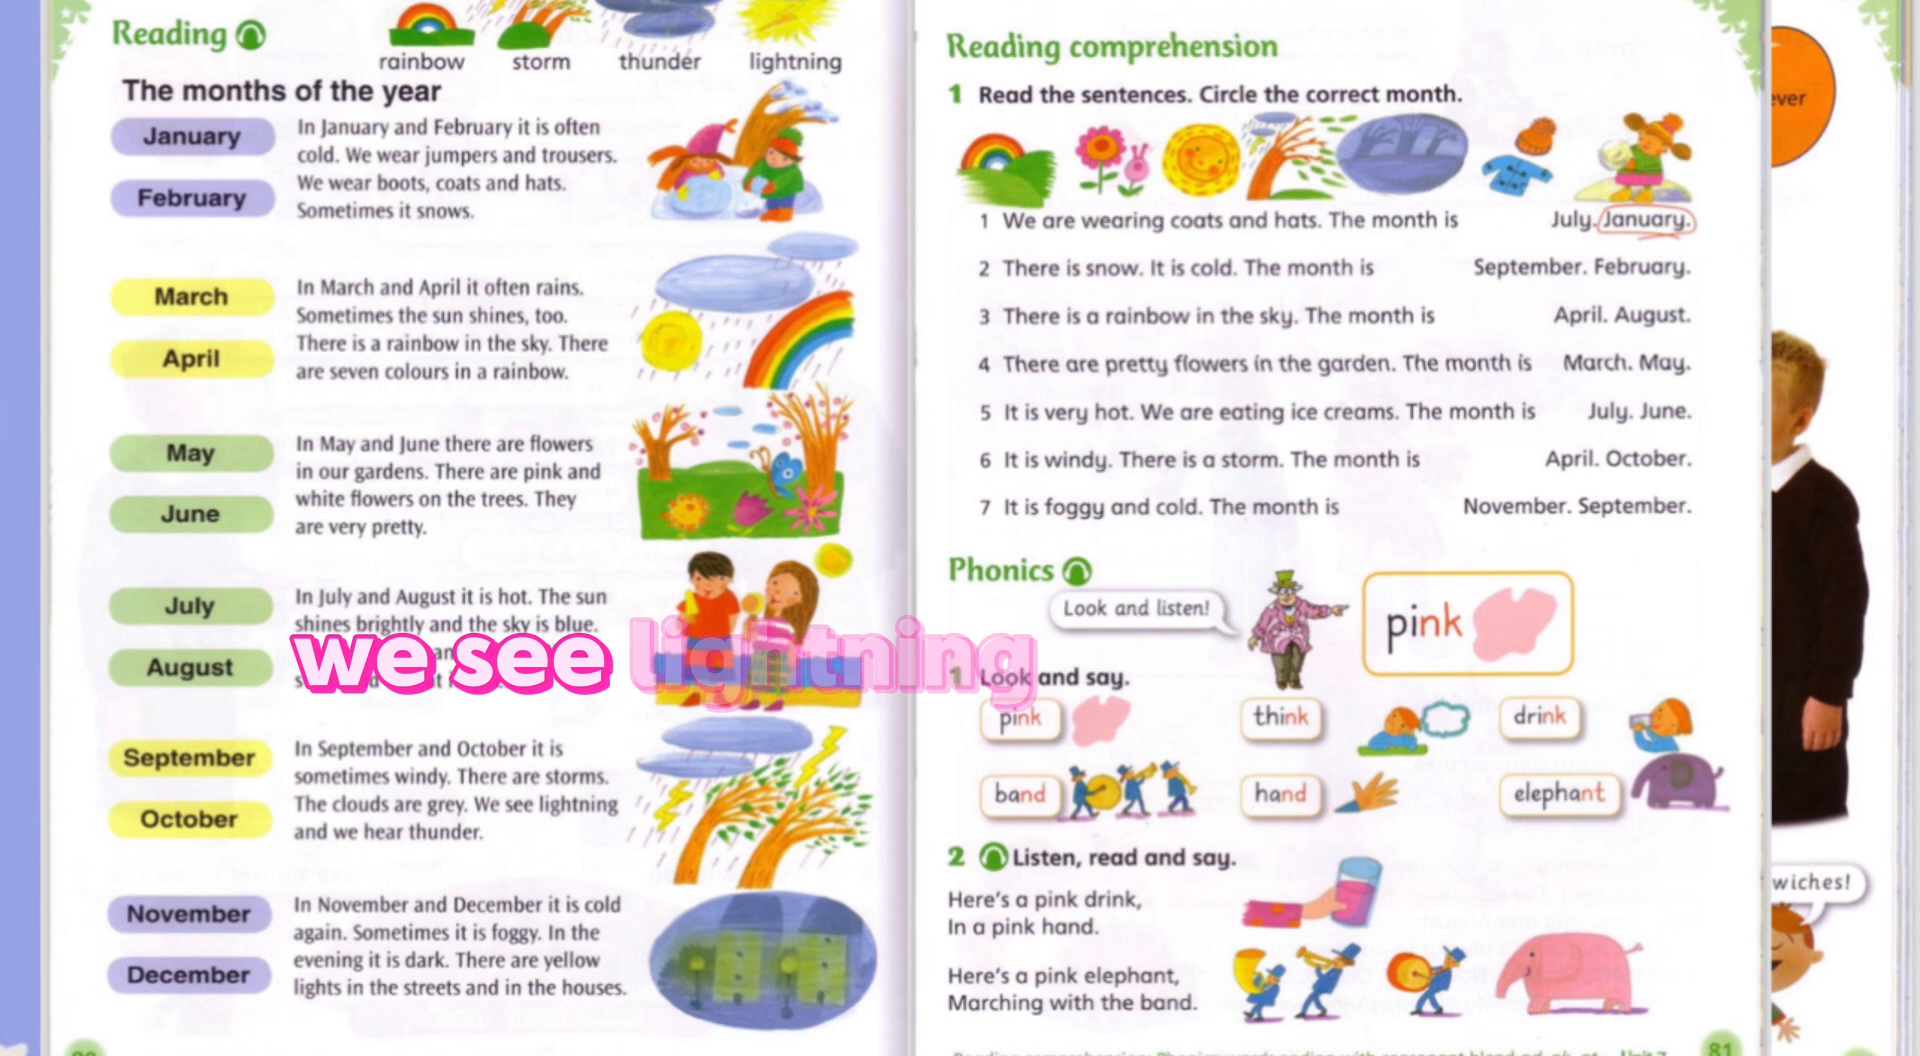 Reading
rainbow storm thunder lightning
The months of the year
January
February
In January and February it is often
cold. We wear jumpers and trousers.
We wear boots, coats and hats.
Sometimes it snows.
March
April
In March and April it often rains.
Sometimes the sun shines, too.
There is a rainbow in the sky. There
are seven colours in a rainbow.
May
June
In May and June there are flowers
in our gardens. There are pink and
white flowers on the trees. They
are very pretty.
July
August
In July and August it is hot. The sun
shines brightly and the sky is blue.
we see lightning
September
October
In September and October it is
sometimes windy. There are storms.
The clouds are grey. We see lightning
and we hear thunder.
November
December
In November and December it is cold
again. Sometimes it is foggy. In the
evening it is dark. There are yellow
lights in the streets and in the houses.
Reading comprehension
1 Read the sentences. Circle the correct month.
1 We are wearing coats and hats. The month is July. January.
2 There is snow. It is cold. The month is September. February.
3 There is a rainbow in the sky. The month is April. August.
4 There are pretty flowers in the garden. The month is March. May.
5 It is very hot. We are eating ice creams. The month is July. June.
6 It is windy. There is a storm. The month is April. October.
7 It is foggy and cold. The month is November. September.
Phonics
Look and listen!
pink
1 Look and say.
pink think drink
band hand elephant
2 Listen, read and say.
Here's a pink drink,
In a pink hand.
Here's a pink elephant,
Marching with the band.
81
ever
wiches!